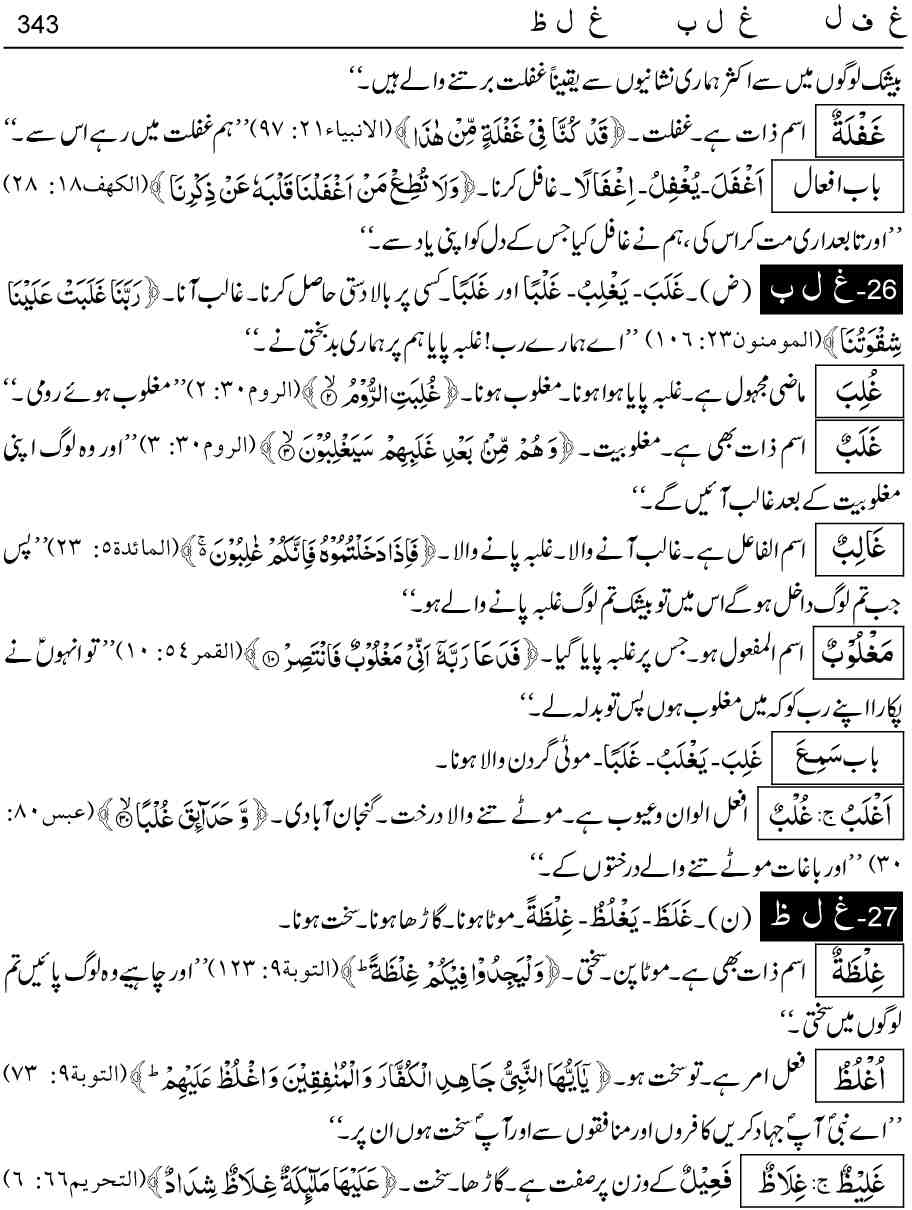 غ ف ل غ ل ب غ ل ظ 343
بیشک لوگوں میں سے اکثر ہماری نشانیوں سے یقیناً غفلت برتنے والے ہیں۔‘‘
غَفْلَةٌ اسم ذات ہے۔ غفلت۔ ﴿قَدْ كُنَّا فِیْ غَفْلَةٍ مِّنْ هٰذَا﴾ (الانبیاء۲۱: ۹۷) ’’ہم غفلت میں رہے اس سے۔‘‘
باب افعال اَغْفَلَ۔ يُغْفِلُ۔ اِغْفَالًا۔ غافل کرنا۔ ﴿وَلَا تُطِعْ مَنْ اَغْفَلْنَا قَلْبَهٗ عَنْ ذِكْرِنَا﴾ (الکهف۱۸: ۲۸)
’’اور تابعداری مت کر اس کی، ہم نے غافل کیا جس کے دل کو اپنی یاد سے۔‘‘
26- غ ل ب (ض)۔ غَلَبَ۔ يَغْلِبُ۔ غَلْبًا اور غَلَبًا۔ کسی پر بالادستی حاصل کرنا۔ غالب آنا۔ ﴿رَبَّنَا غَلَبَتْ عَلَيْنَا
شِقْوَتُنَا﴾ (المومنون۲۳: ۱۰۶) ’’اے ہمارے رب! غلبہ پایا ہم پر ہماری بدبختی نے۔‘‘
غُلِبَ ماضی مجہول ہے۔ غلبہ پایا ہوا ہونا۔ مغلوب ہونا۔ ﴿غُلِبَتِ الرُّوْمُ ۙ۲﴾ (الروم۳۰: ۲) ’’مغلوب ہوئے رومی۔‘‘
غَلَبٌ اسم ذات بھی ہے۔ مغلوبیت۔ ﴿وَهُمْ مِّنْۢ بَعْدِ غَلَبِهِمْ سَيَغْلِبُوْنَ ۙ۳﴾ (الروم۳۰: ۳) ’’اور وہ لوگ اپنی
مغلوبیت کے بعد غالب آئیں گے۔‘‘
غَالِبٌ اسم الفاعل ہے۔ غالب آنے والا۔ غلبہ پانے والا۔ ﴿فَاِذَا دَخَلْتُمُوْهُ فَاِنَّكُمْ غٰلِبُوْنَ ۚ۬﴾ (المائدة۵: ۲۳) ’’پس
جب تم لوگ داخل ہو گے اس میں تو بیشک تم لوگ غلبہ پانے والے ہو۔‘‘
مَغْلُوْبٌ اسم المفعول ہو۔ جس پر غلبہ پایا گیا۔ ﴿فَدَعَا رَبَّهٗۤ اَنِّیْ مَغْلُوْبٌ فَانْتَصِرْ ۱۰﴾ (القمر۵۴: ۱۰) ’’تو انہوںؑ نے
پکارا اپنے رب کو کہ میں مغلوب ہوں پس تو بدلہ لے۔‘‘
باب سَمِعَ غَلِبَ۔ يَغْلَبُ۔ غَلَبًا۔ موٹی گردن والا ہونا۔
اَغْلَبُ ج: غُلْبٌ افعل الوان وعیوب ہے۔ موٹے تنے والا درخت۔ گنجان آبادی۔ ﴿وَّ حَدَآئِقَ غُلْبًا ۙ۳۰﴾ (عبس۸۰:
۳۰) ’’اور باغات موٹے تنے والے درختوں کے۔‘‘
27- غ ل ظ (ن)۔ غَلَظَ۔ يَغْلُظُ۔ غِلْظَةً۔ موٹا ہونا۔ گاڑھا ہونا۔ سخت ہونا۔
غِلْظَةٌ اسم ذات بھی ہے۔ موٹا پن۔ سختی۔ ﴿وَلْيَجِدُوْا فِيْكُمْ غِلْظَةً ؕ﴾ (التوبة۹: ۱۲۳) ’’اور چاہیے وہ لوگ پائیں تم
لوگوں میں سختی۔‘‘
اُغْلُظْ فعل امر ہے۔ تو سخت ہو۔ ﴿يٰۤاَيُّهَا النَّبِیُّ جَاهِدِ الْكُفَّارَ وَالْمُنٰفِقِيْنَ وَاغْلُظْ عَلَيْهِمْ ؕ﴾ (التوبة۹: ۷۳)
’’اے نبیؐ آپؐ جہاد کریں کافروں اور منافقوں سے اور آپؐ سخت ہوں ان پر۔‘‘
غَلِيْظٌ ج: غِلَاظٌ فَعِيْلٌ کے وزن پر صفت ہے۔ گاڑھا۔ سخت۔ ﴿عَلَيْهَا مَلٰٓئِكَةٌ غِلَاظٌ شِدَادٌ﴾ (التحریم۶۶: ۶)